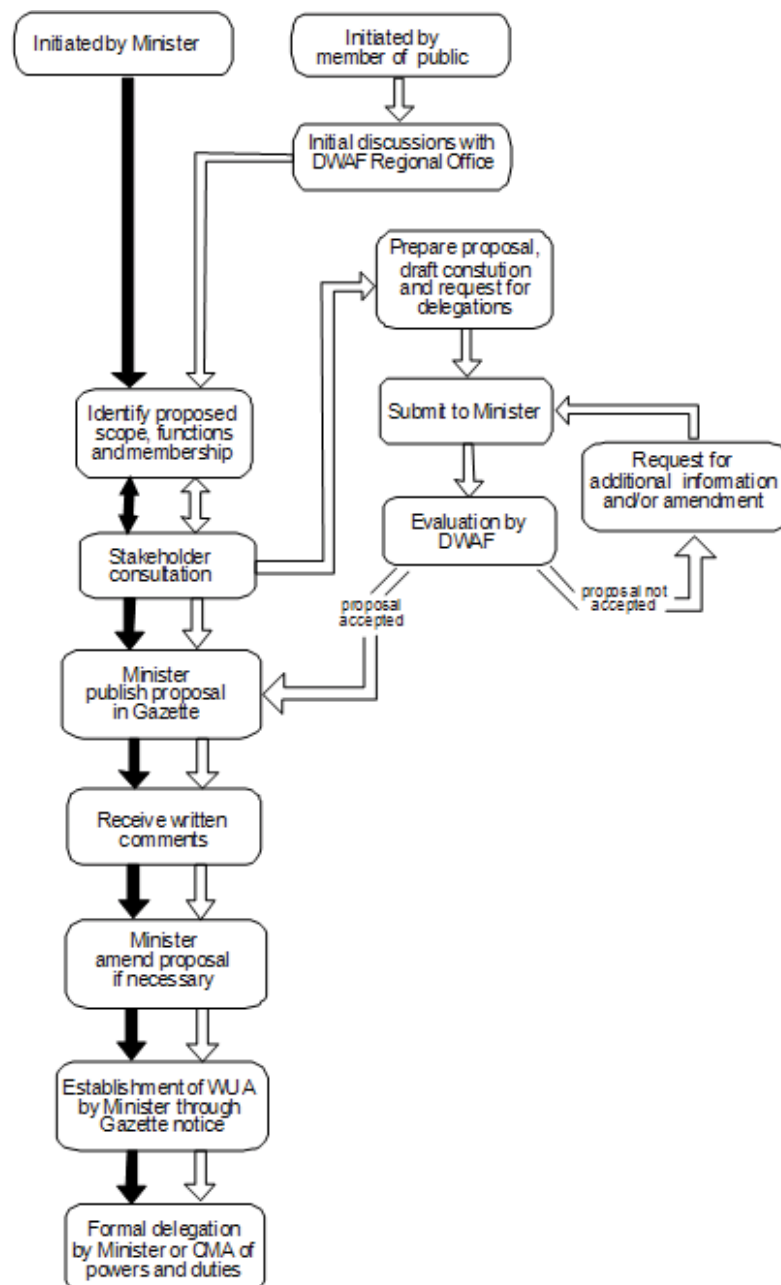 Initiated by Minister
Initiated by
member of public
Initial discussions with
DWAF Regional Office
Prepare proposal,
draft constution
and request for
delegations
Identify proposed
scope, functions
and membership
Submit to Minister
Request for
additional information
and/or amendment
Evaluation by
DWAF
Stakeholder
consultation
proposal
accepted
proposal not
accepted
Minister
publish proposal
in Gazette
Receive written
comments
Minister
amend proposal
if necessary
Establishment of WUA
by Minister through
Gazette notice
Formal delegation
by Minister or CMA of
powers and duties